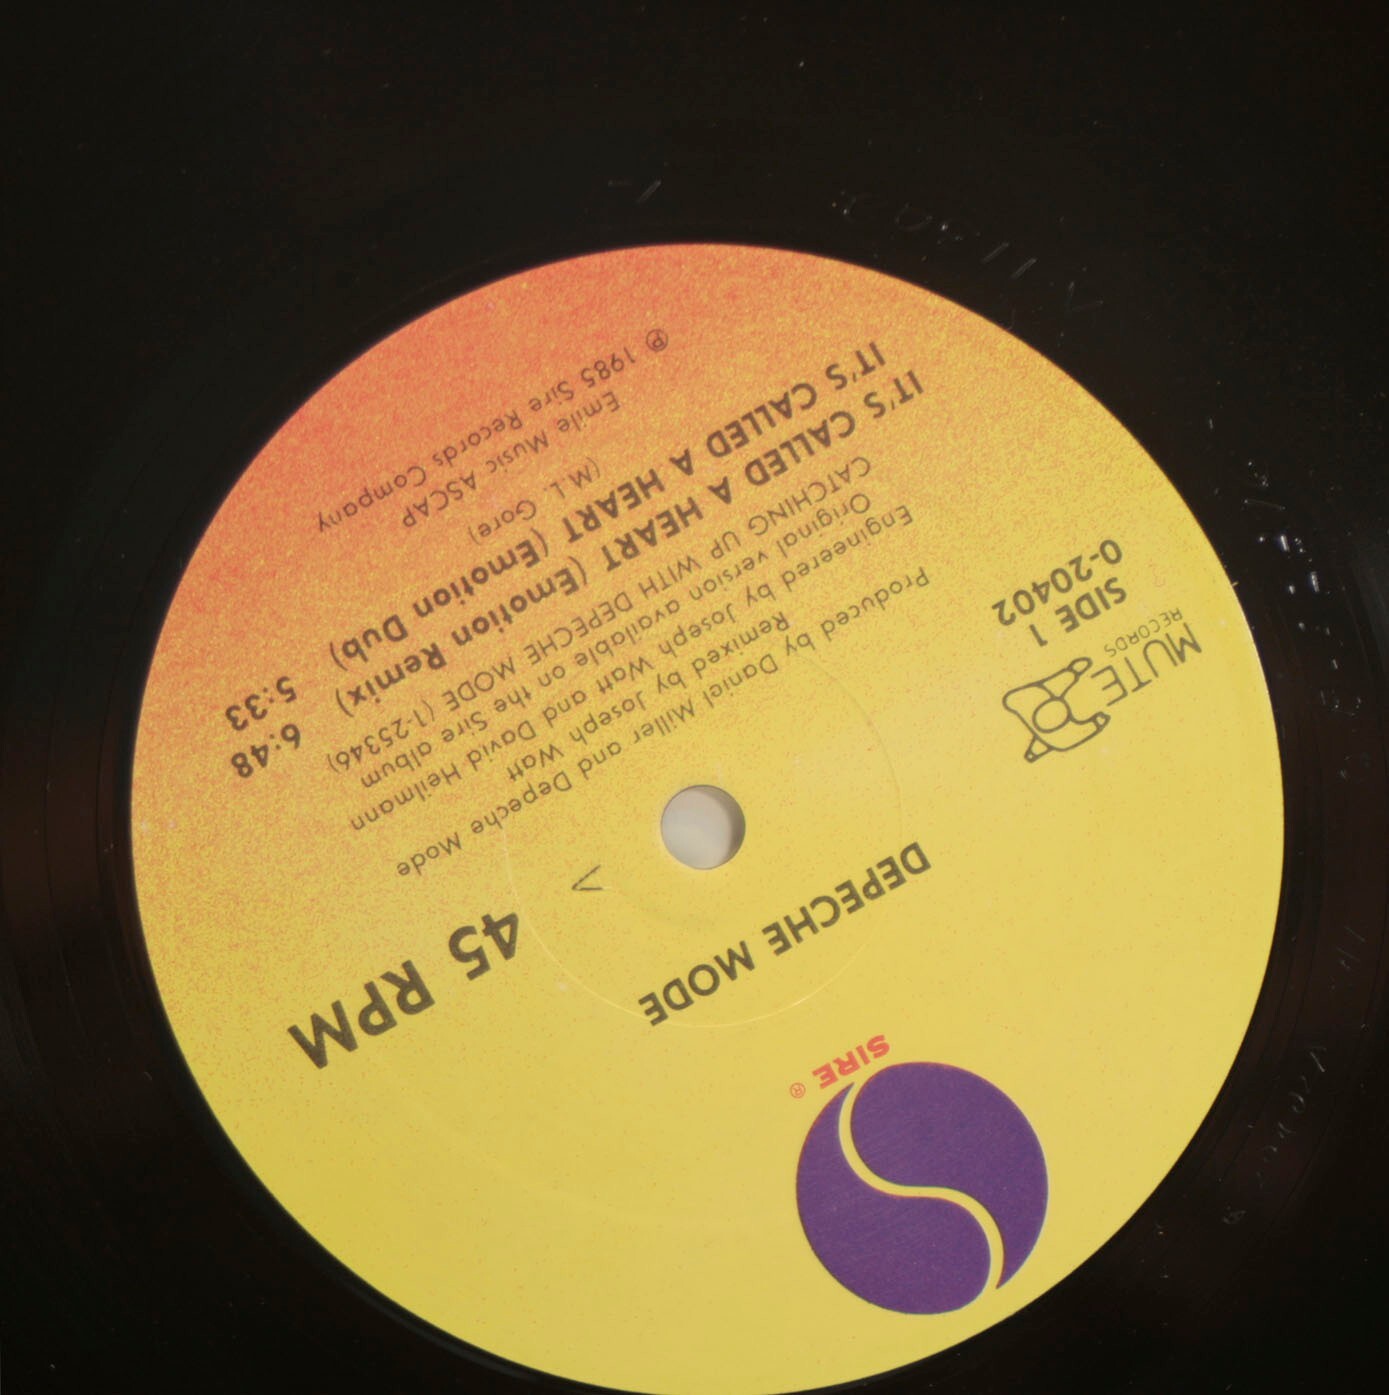 SIRE ®
DEPECHE MODE
45 RPM
MUTE
RECORDS
SIDE 1
0-20402
Produced by Daniel Miller and Depeche Mode
Remixed by Joseph Watt
Engineered by Joseph Watt and David Heilmann
Original version available on the Sire album
CATCHING UP WITH DEPECHE MODE (1-25346)
IT'S CALLED A HEART (Emotion Remix) 6:48
IT'S CALLED A HEART (Emotion Dub) 5:33
(M. L. Gore)
Emile Music ASCAP
℗ 1985 Sire Records Company